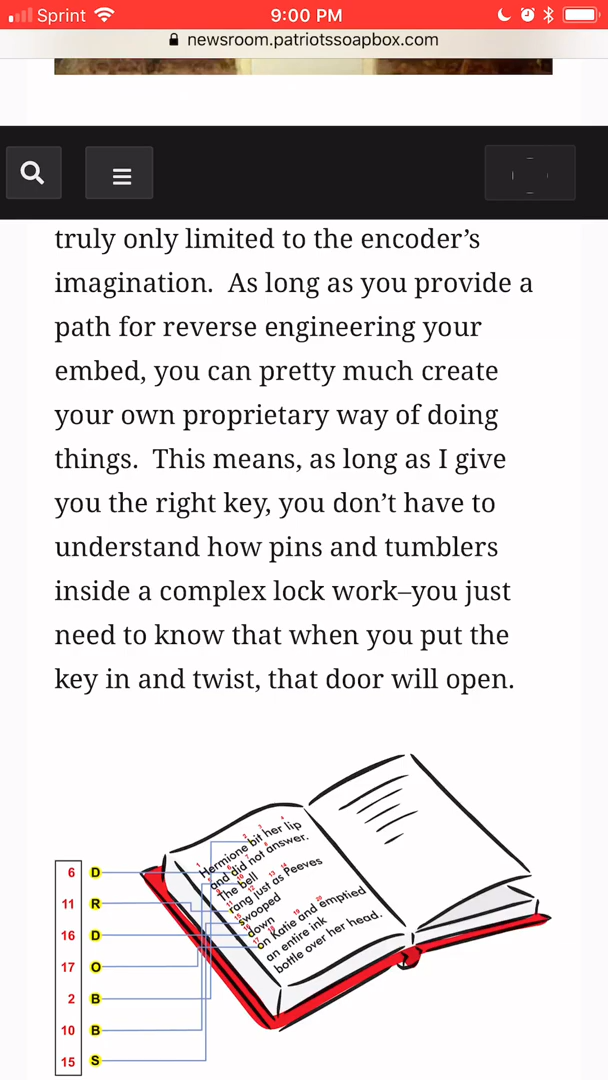 Sprint
9:00 PM
newsroom.patriotssoapbox.com
truly only limited to the encoder’s
imagination.  As long as you provide a
path for reverse engineering your
embed, you can pretty much create
your own proprietary way of doing
things.  This means, as long as I give
you the right key, you don’t have to
understand how pins and tumblers
inside a complex lock work–you just
need to know that when you put the
key in and twist, that door will open.
Hermione bit her lip
and did not answer.
The bell
rang just as Peeves
swooped
down
on Katie and emptied
an entire ink
bottle over her head.
6 D
11 R
16 D
17 O
2 B
10 B
15 S